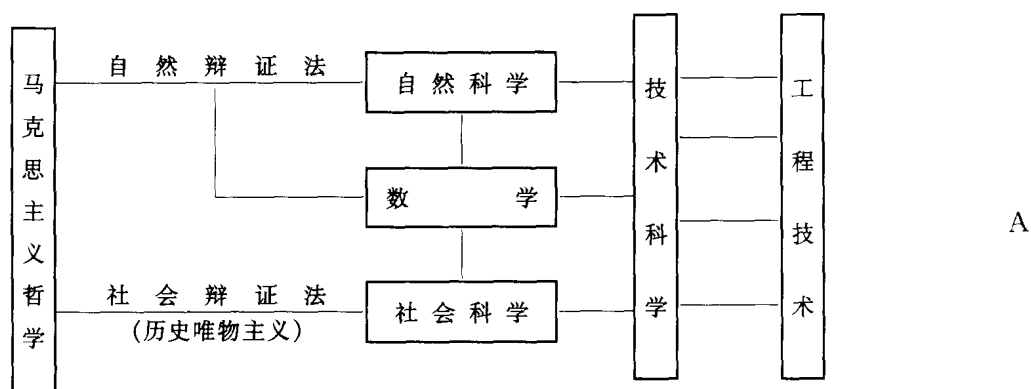 马克思主义哲学
自然辩证法
社会辩证法
(历史唯物主义)
自然科学
数学
社会科学
技术科学
工程技术
A